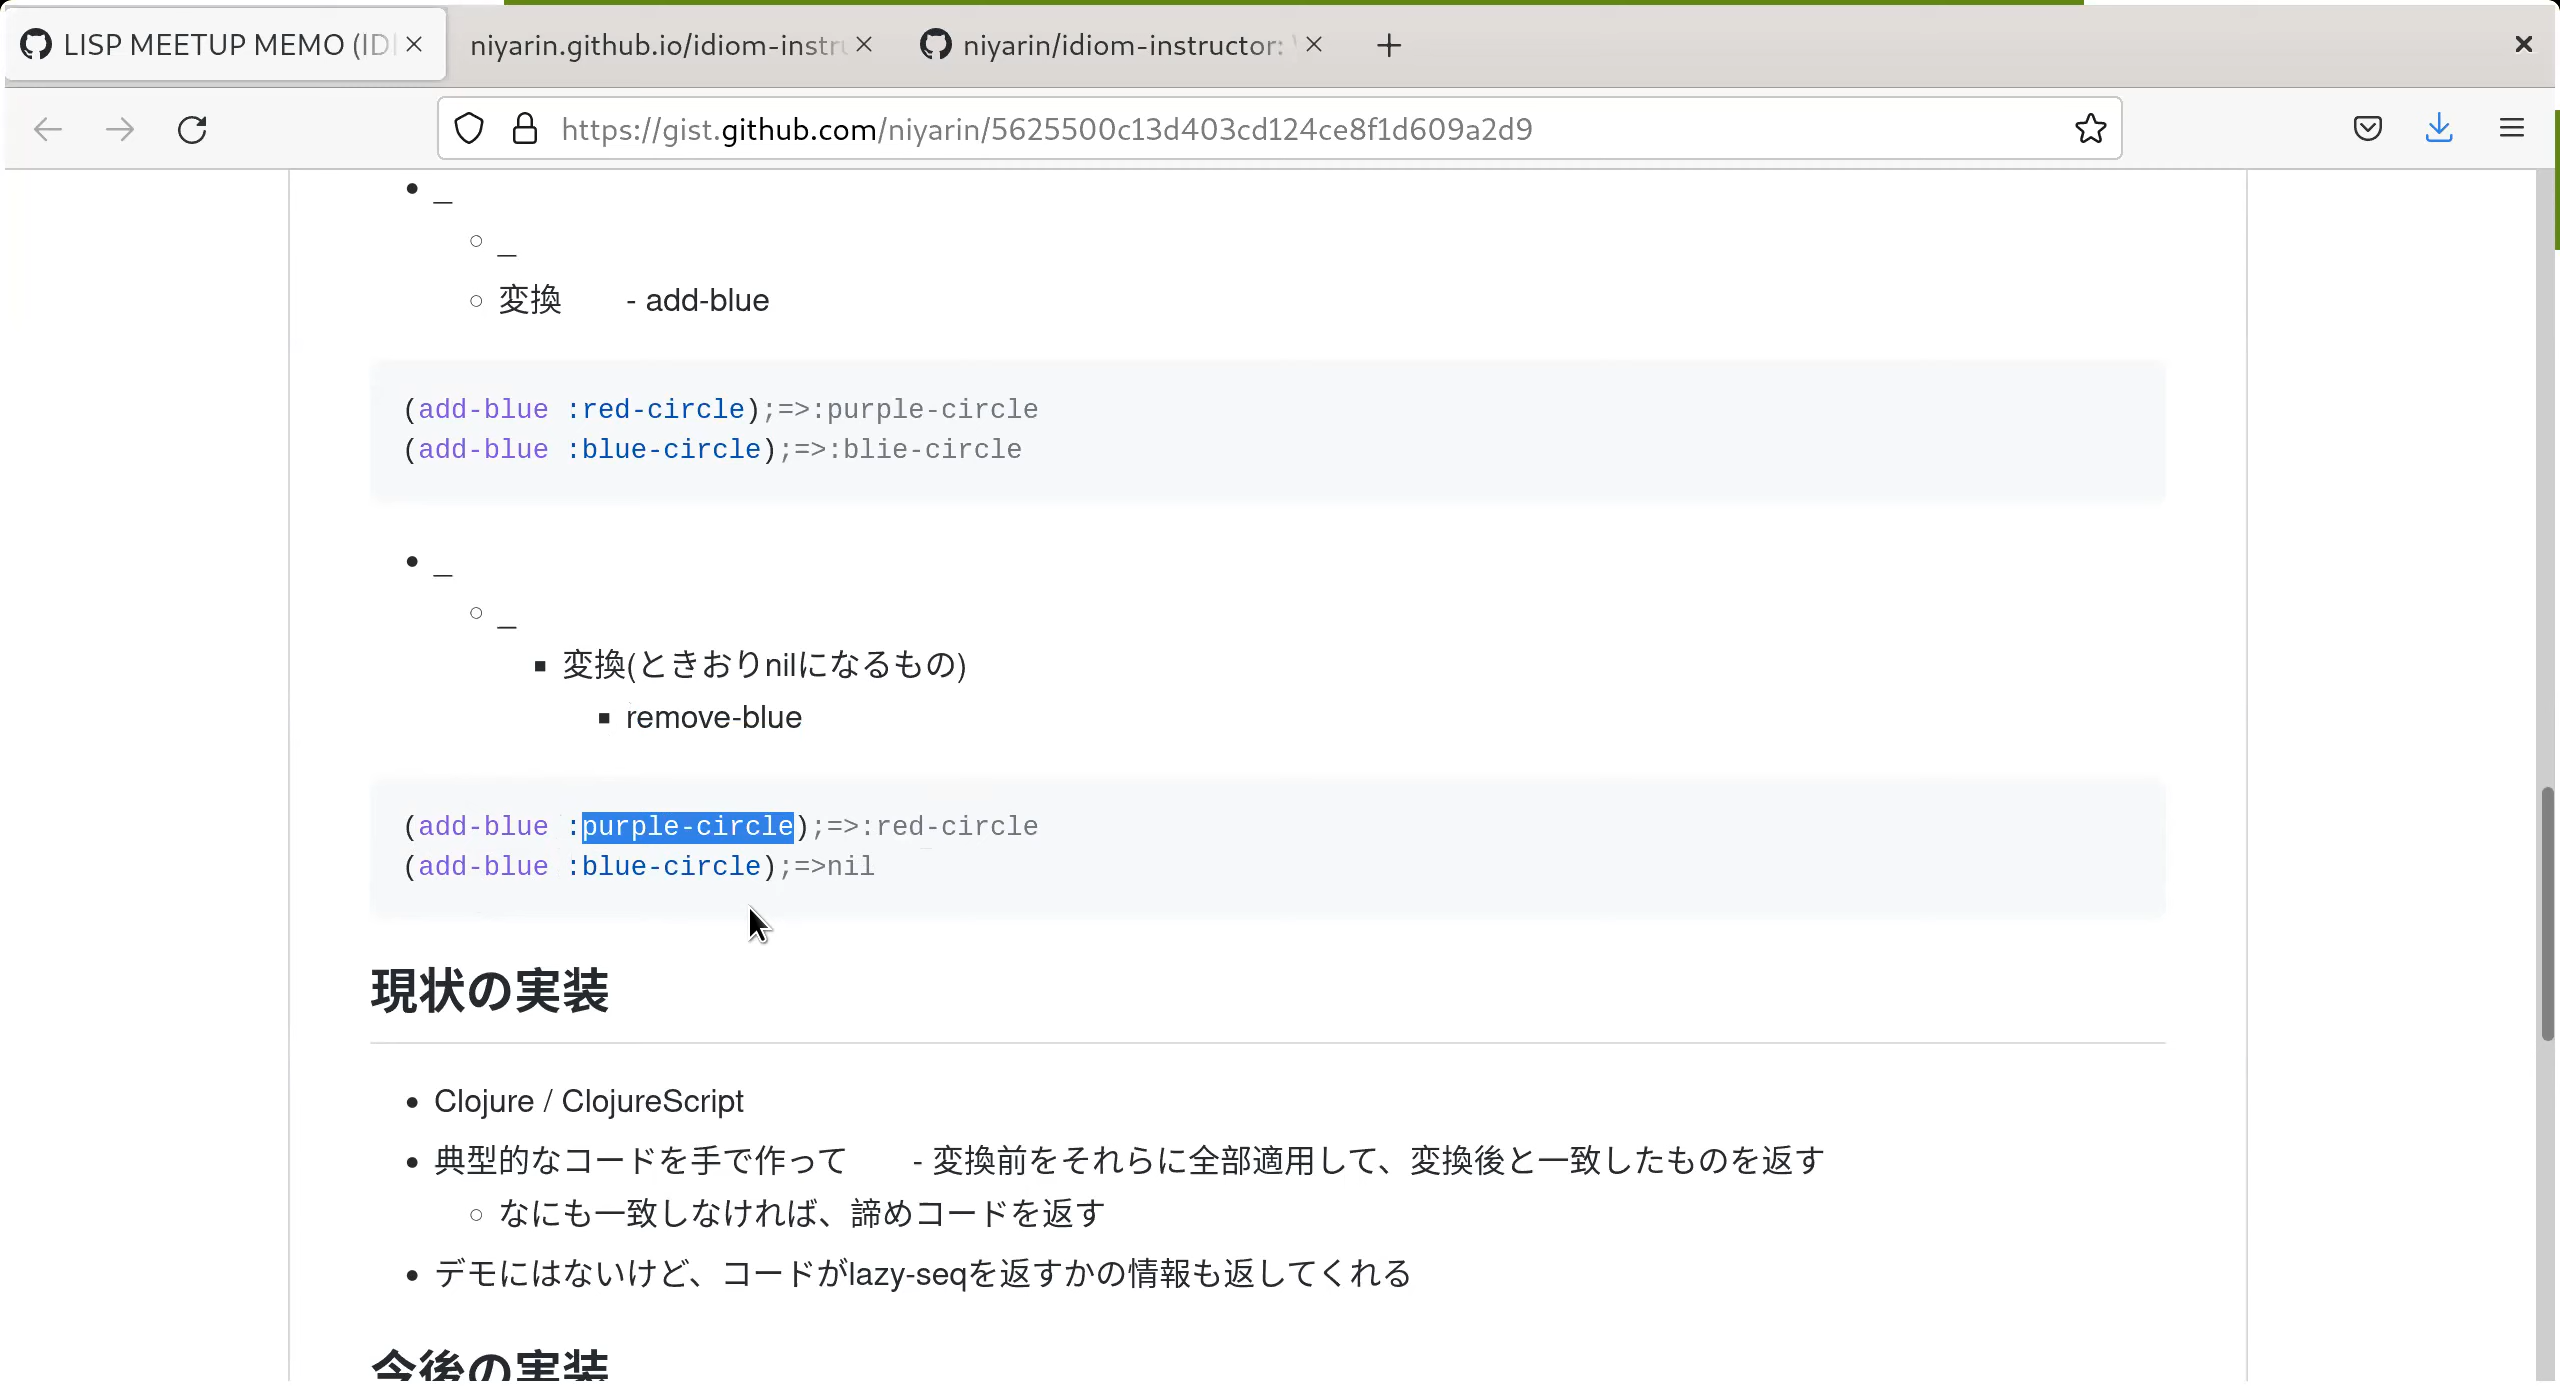 LISP MEETUP MEMO (ID
niyarin.github.io/idiom-instru
niyarin/idiom-instructor:
https://gist.github.com/niyarin/5625500c13d403cd124ce8f1d609a2d9
_
_
変換 - add-blue
(add-blue :red-circle);=>:purple-circle
(add-blue :blue-circle);=>:blie-circle
_
_
変換(ときおりnilになるもの)
remove-blue
(add-blue :purple-circle);=>:red-circle
(add-blue :blue-circle);=>nil
現状の実装
Clojure / ClojureScript
典型的なコードを手で作って - 変換前をそれらに全部適用して、変換後と一致したものを返す
なにも一致しなければ、諦めコードを返す
デモにはないけど、コードがlazy-seqを返すかの情報も返してくれる
今後の実装